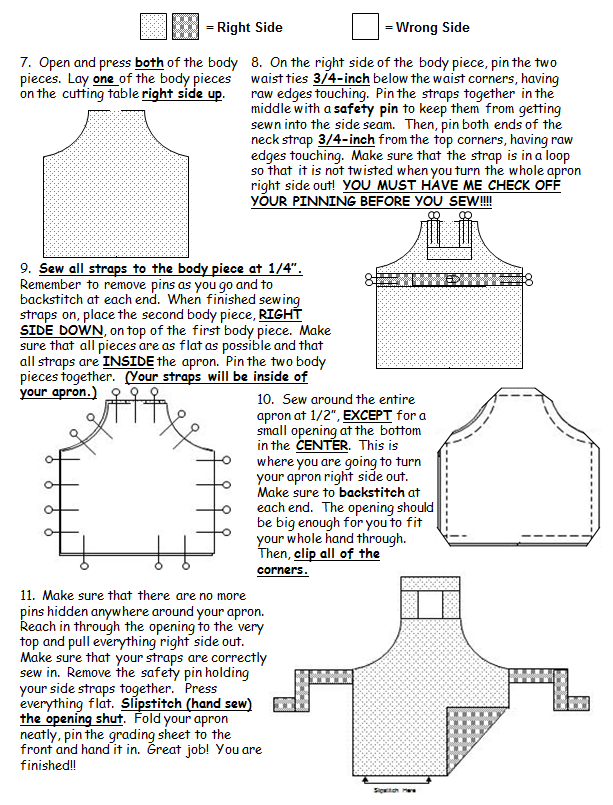 = Right Side
= Wrong Side
7.  Open and press both of the body
pieces.  Lay one of the body pieces
on the cutting table right side up.
8.  On the right side of the body piece, pin the two
waist ties 3/4-inch below the waist corners, having
raw edges touching.  Pin the straps together in the
middle with a safety pin to keep them from getting
sewn into the side seam.  Then, pin both ends of the
neck strap 3/4-inch from the top corners, having raw
edges touching.  Make sure that the strap is in a loop
so that it is not twisted when you turn the whole apron
right side out!  YOU MUST HAVE ME CHECK OFF
YOUR PINNING BEFORE YOU SEW!!!!
9.  Sew all straps to the body piece at 1/4”.
Remember to remove pins as you go and to
backstitch at each end.  When finished sewing
straps on, place the second body piece, RIGHT
SIDE DOWN, on top of the first body piece.  Make
sure that all pieces are as flat as possible and that
all straps are INSIDE the apron.  Pin the two body
pieces together.  (Your straps will be inside of
your apron.)
10.  Sew around the entire
apron at 1/2”, EXCEPT for a
small opening at the bottom
in the CENTER.  This is
where you are going to turn
your apron right side out.
Make sure to backstitch at
each end.  The opening should
be big enough for you to fit
your whole hand through.
Then, clip all of the
corners.
11.  Make sure that there are no more
pins hidden anywhere around your apron.
Reach in through the opening to the very
top and pull everything right side out.
Make sure that your straps are correctly
sew in.  Remove the safety pin holding
your side straps together.  Press
everything flat.  Slipstitch (hand sew)
the opening shut.  Fold your apron
neatly, pin the grading sheet to the
front and hand it in.  Great job!  You are
finished!!
Slipstitch Here